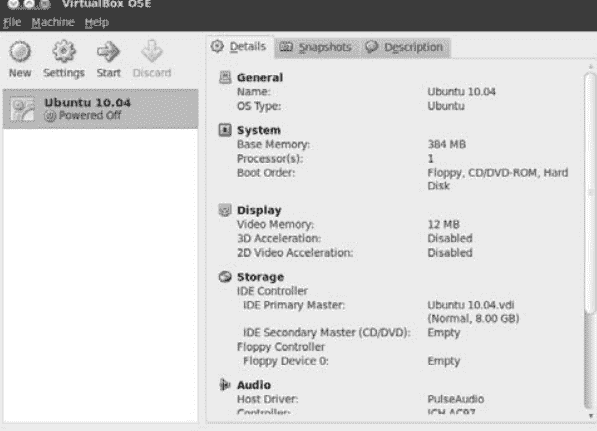 VirtualBox OSE
File Machine Help
New Settings Start Discard
Details Snapshots Description
Ubuntu 10.04
Powered Off
General
Name: Ubuntu 10.04
OS Type: Ubuntu
System
Base Memory: 384 MB
Processor(s): 1
Boot Order: Floppy, CD/DVD-ROM, Hard
Disk
Display
Video Memory: 12 MB
3D Acceleration: Disabled
2D Video Acceleration: Disabled
Storage
IDE Controller
IDE Primary Master: Ubuntu 10.04.vdi
(Normal, 8.00 GB)
IDE Secondary Master (CD/DVD): Empty
Floppy Controller
Floppy Device 0: Empty
Audio
Host Driver: PulseAudio
Controller: ICH AC97